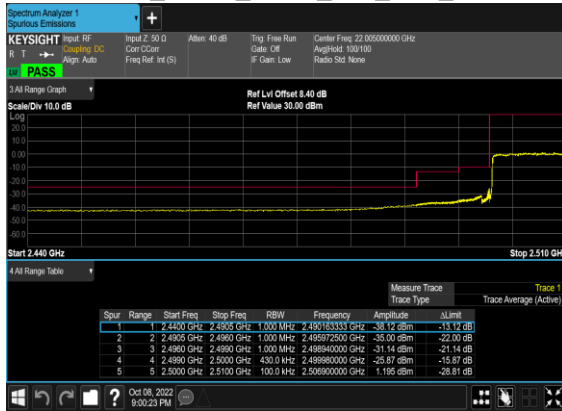 Spectrum Analyzer 1
Spurious Emissions
KEYSIGHT Input: RF Input Z: 50 Ω Atten: 40 dB Trig: Free Run Center Freq: 22.005000000 GHz
R T Coupling: DC Corr CCorr Gate: Off Avg|Hold: 100/100
Align: Auto Freq Ref: Int (S) IF Gain: Low Radio Std: None
PASS
3 All Range Graph Ref Lvl Offset 8.40 dB
Scale/Div 10.0 dB Ref Value 30.00 dBm
Log
20.0
10.0
0.00
-10.0
-20.0
-30.0
-40.0
-50.0
-60.0
Start 2.440 GHz Stop 2.510 GH
4 All Range Table
Measure Trace Trace 1
Trace Type Trace Average (Active)
Spur Range Start Freq Stop Freq RBW Frequency Amplitude ΔLimit
1 1 2.4400 GHz 2.4905 GHz 1.000 MHz 2.490163333 GHz -38.12 dBm -13.12 dB
2 2 2.4905 GHz 2.4960 GHz 1.000 MHz 2.495972500 GHz -35.00 dBm -22.00 dB
3 3 2.4960 GHz 2.4990 GHz 1.000 MHz 2.498940000 GHz -31.14 dBm -21.14 dB
4 4 2.4990 GHz 2.5000 GHz 430.0 kHz 2.499980000 GHz -25.87 dBm -15.87 dB
5 5 2.5000 GHz 2.5100 GHz 100.0 kHz 2.506900000 GHz 1.195 dBm -28.81 dB
? Oct 08, 2022
9:00:23 PM